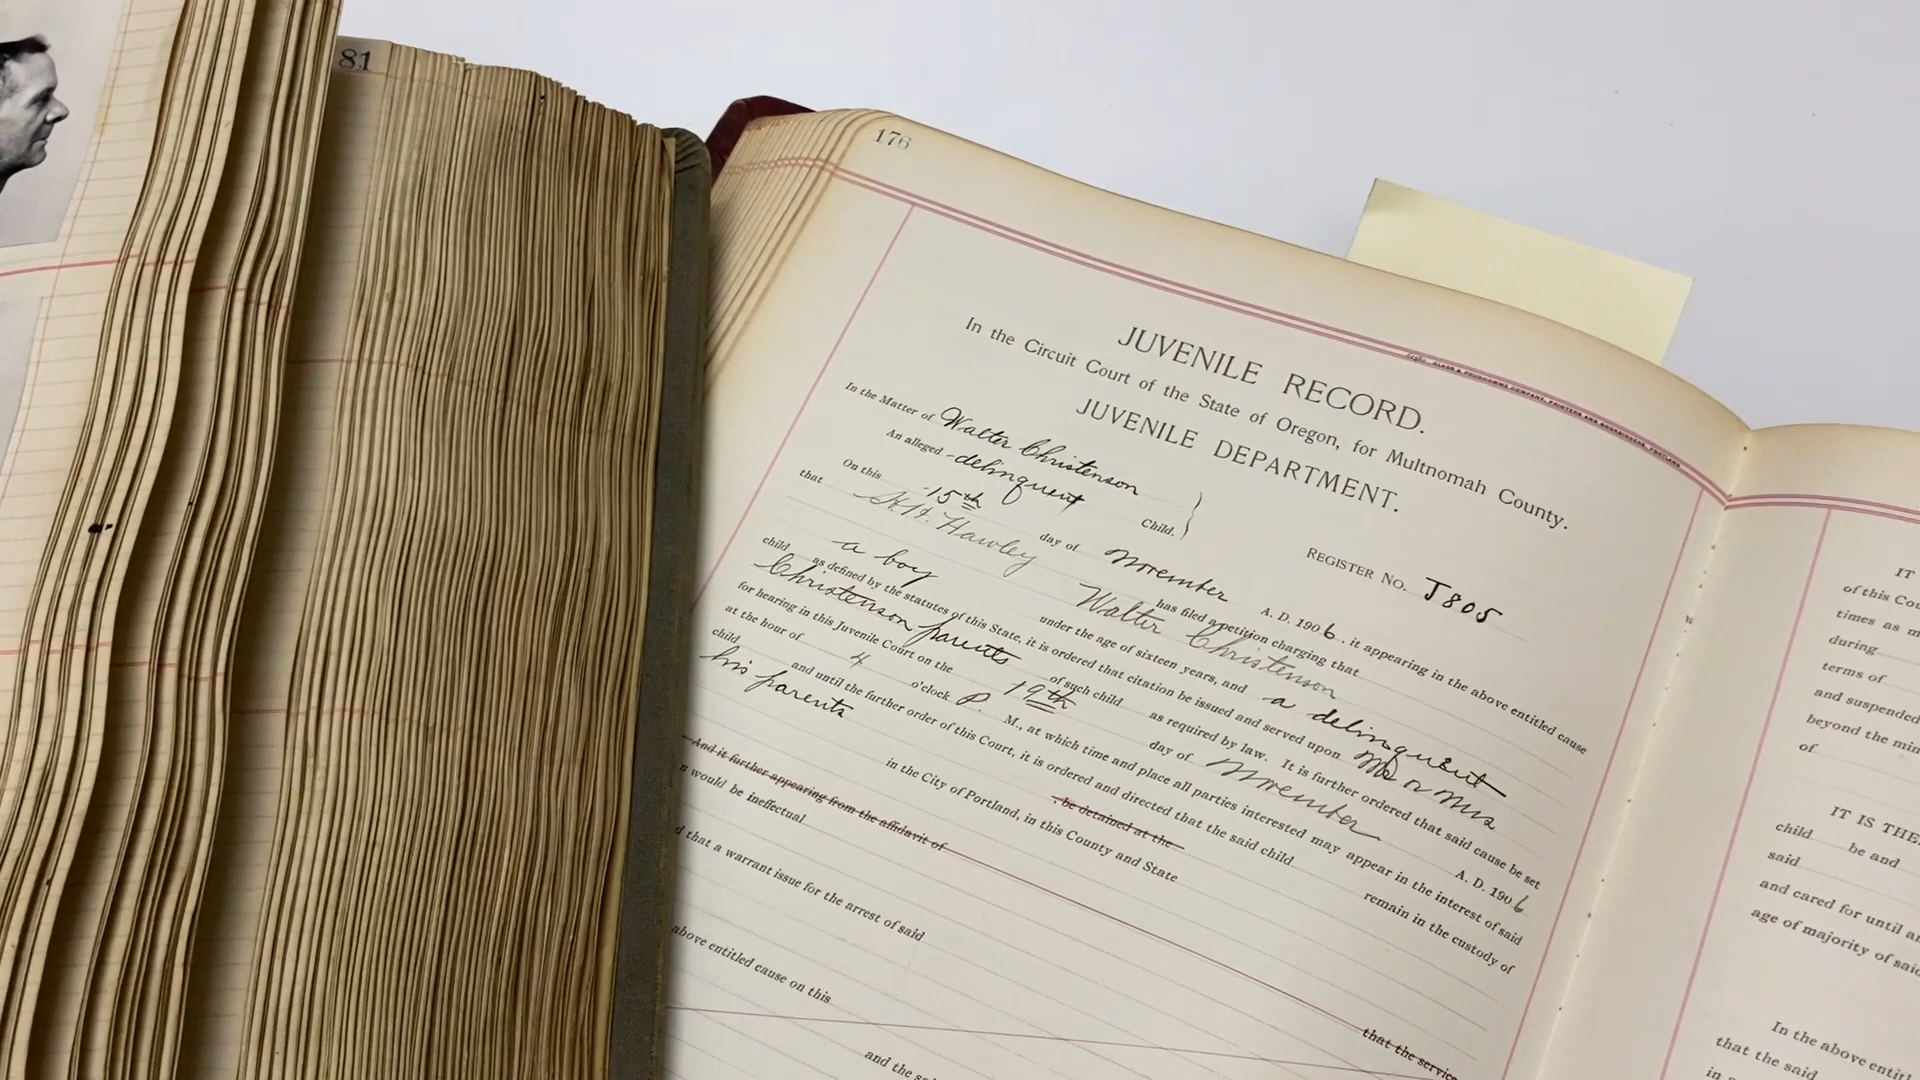 81
176
JUVENILE RECORD.
In the Circuit Court of the State of Oregon, for Multnomah County.
JUVENILE DEPARTMENT.
In the Matter of Walter Christenson
An alleged - delinquent Child.
REGISTER NO. J805
On this 15th day of November A. D. 1906, it appearing in the above entitled cause
that Hawley has filed a petition charging that Walter Christenson
a boy under the age of sixteen years, and a delinquent
child as defined by the statutes of this State, it is ordered that citation be issued and served upon Mr or Mrs
Christenson parents of such child as required by law. It is further ordered that said cause be set
for hearing in this Juvenile Court on the 19th day of November A. D. 1906
at the hour of 4 o'clock P. M., at which time and place all parties interested may appear in the interest of said
child and until the further order of this Court, it is ordered and directed that the said child remain in the custody of
his parents be detained at the
in the City of Portland, in this County and State
And it further appearing from the affidavit of that the service
n would be ineffectual
d that a warrant issue for the arrest of said
above entitled cause on this
and the sa
IT
of this Cou
times as m
during
terms of
and suspended
beyond the min
of
IT IS THE
child be and
said
and cared for until an
age of majority of said
In the above entitl
that the said